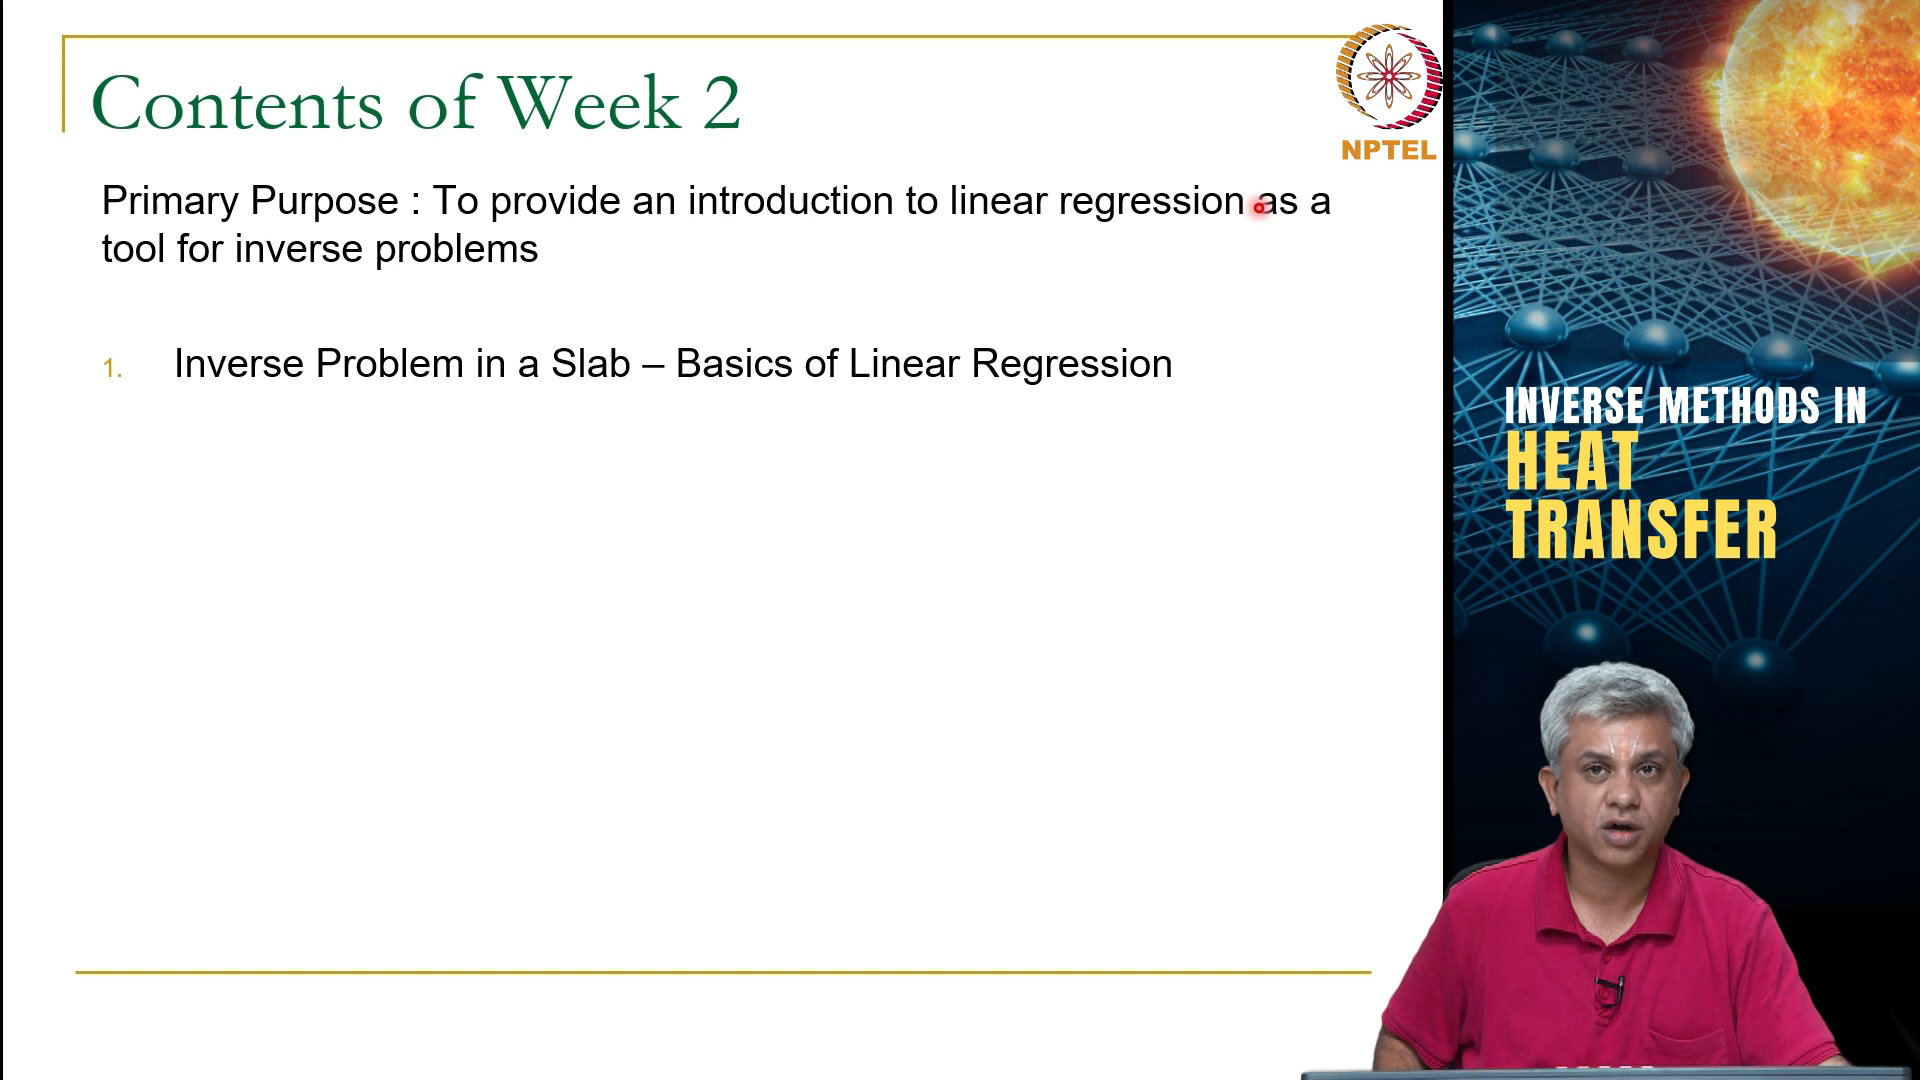 Contents of Week 2
NPTEL
Primary Purpose : To provide an introduction to linear regression as a
tool for inverse problems
1. Inverse Problem in a Slab – Basics of Linear Regression
INVERSE METHODS IN
HEAT
TRANSFER